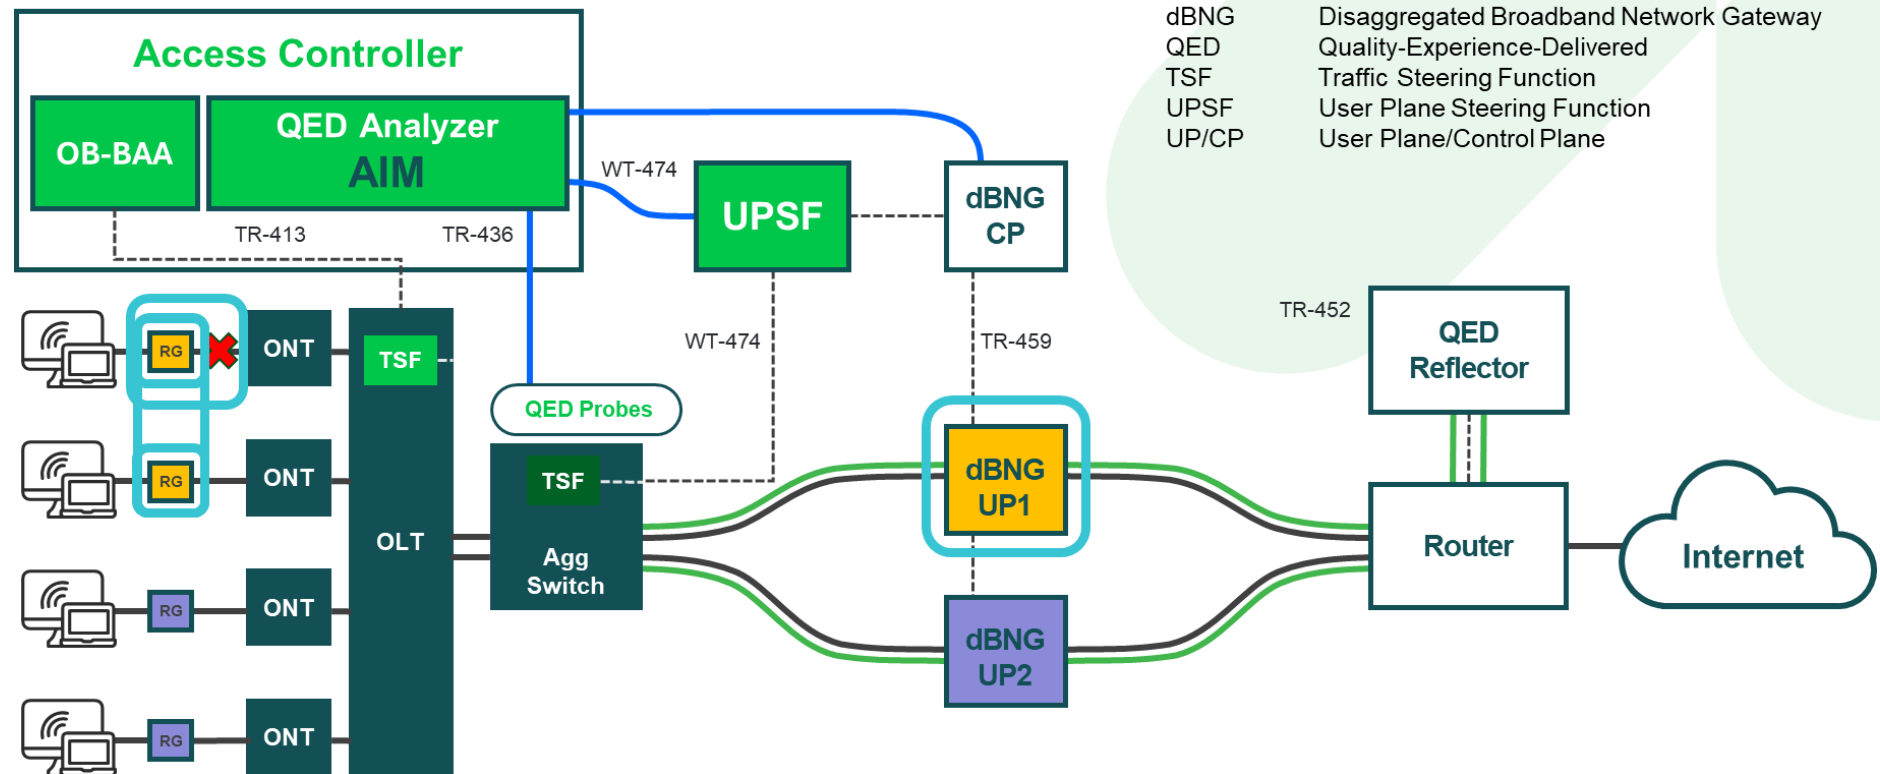 dBNG Disaggregated Broadband Network Gateway
QED Quality-Experience-Delivered
TSF Traffic Steering Function
UPSF User Plane Steering Function
UP/CP User Plane/Control Plane
Access Controller
OB-BAA
QED Analyzer
AIM
WT-474
UPSF
dBNG
CP
TR-413
TR-436
TR-452
QED
Reflector
WT-474
TR-459
RG
ONT
TSF
QED Probes
RG
ONT
TSF
dBNG
UP1
OLT
Agg
Switch
Router
Internet
RG
ONT
dBNG
UP2
RG
ONT